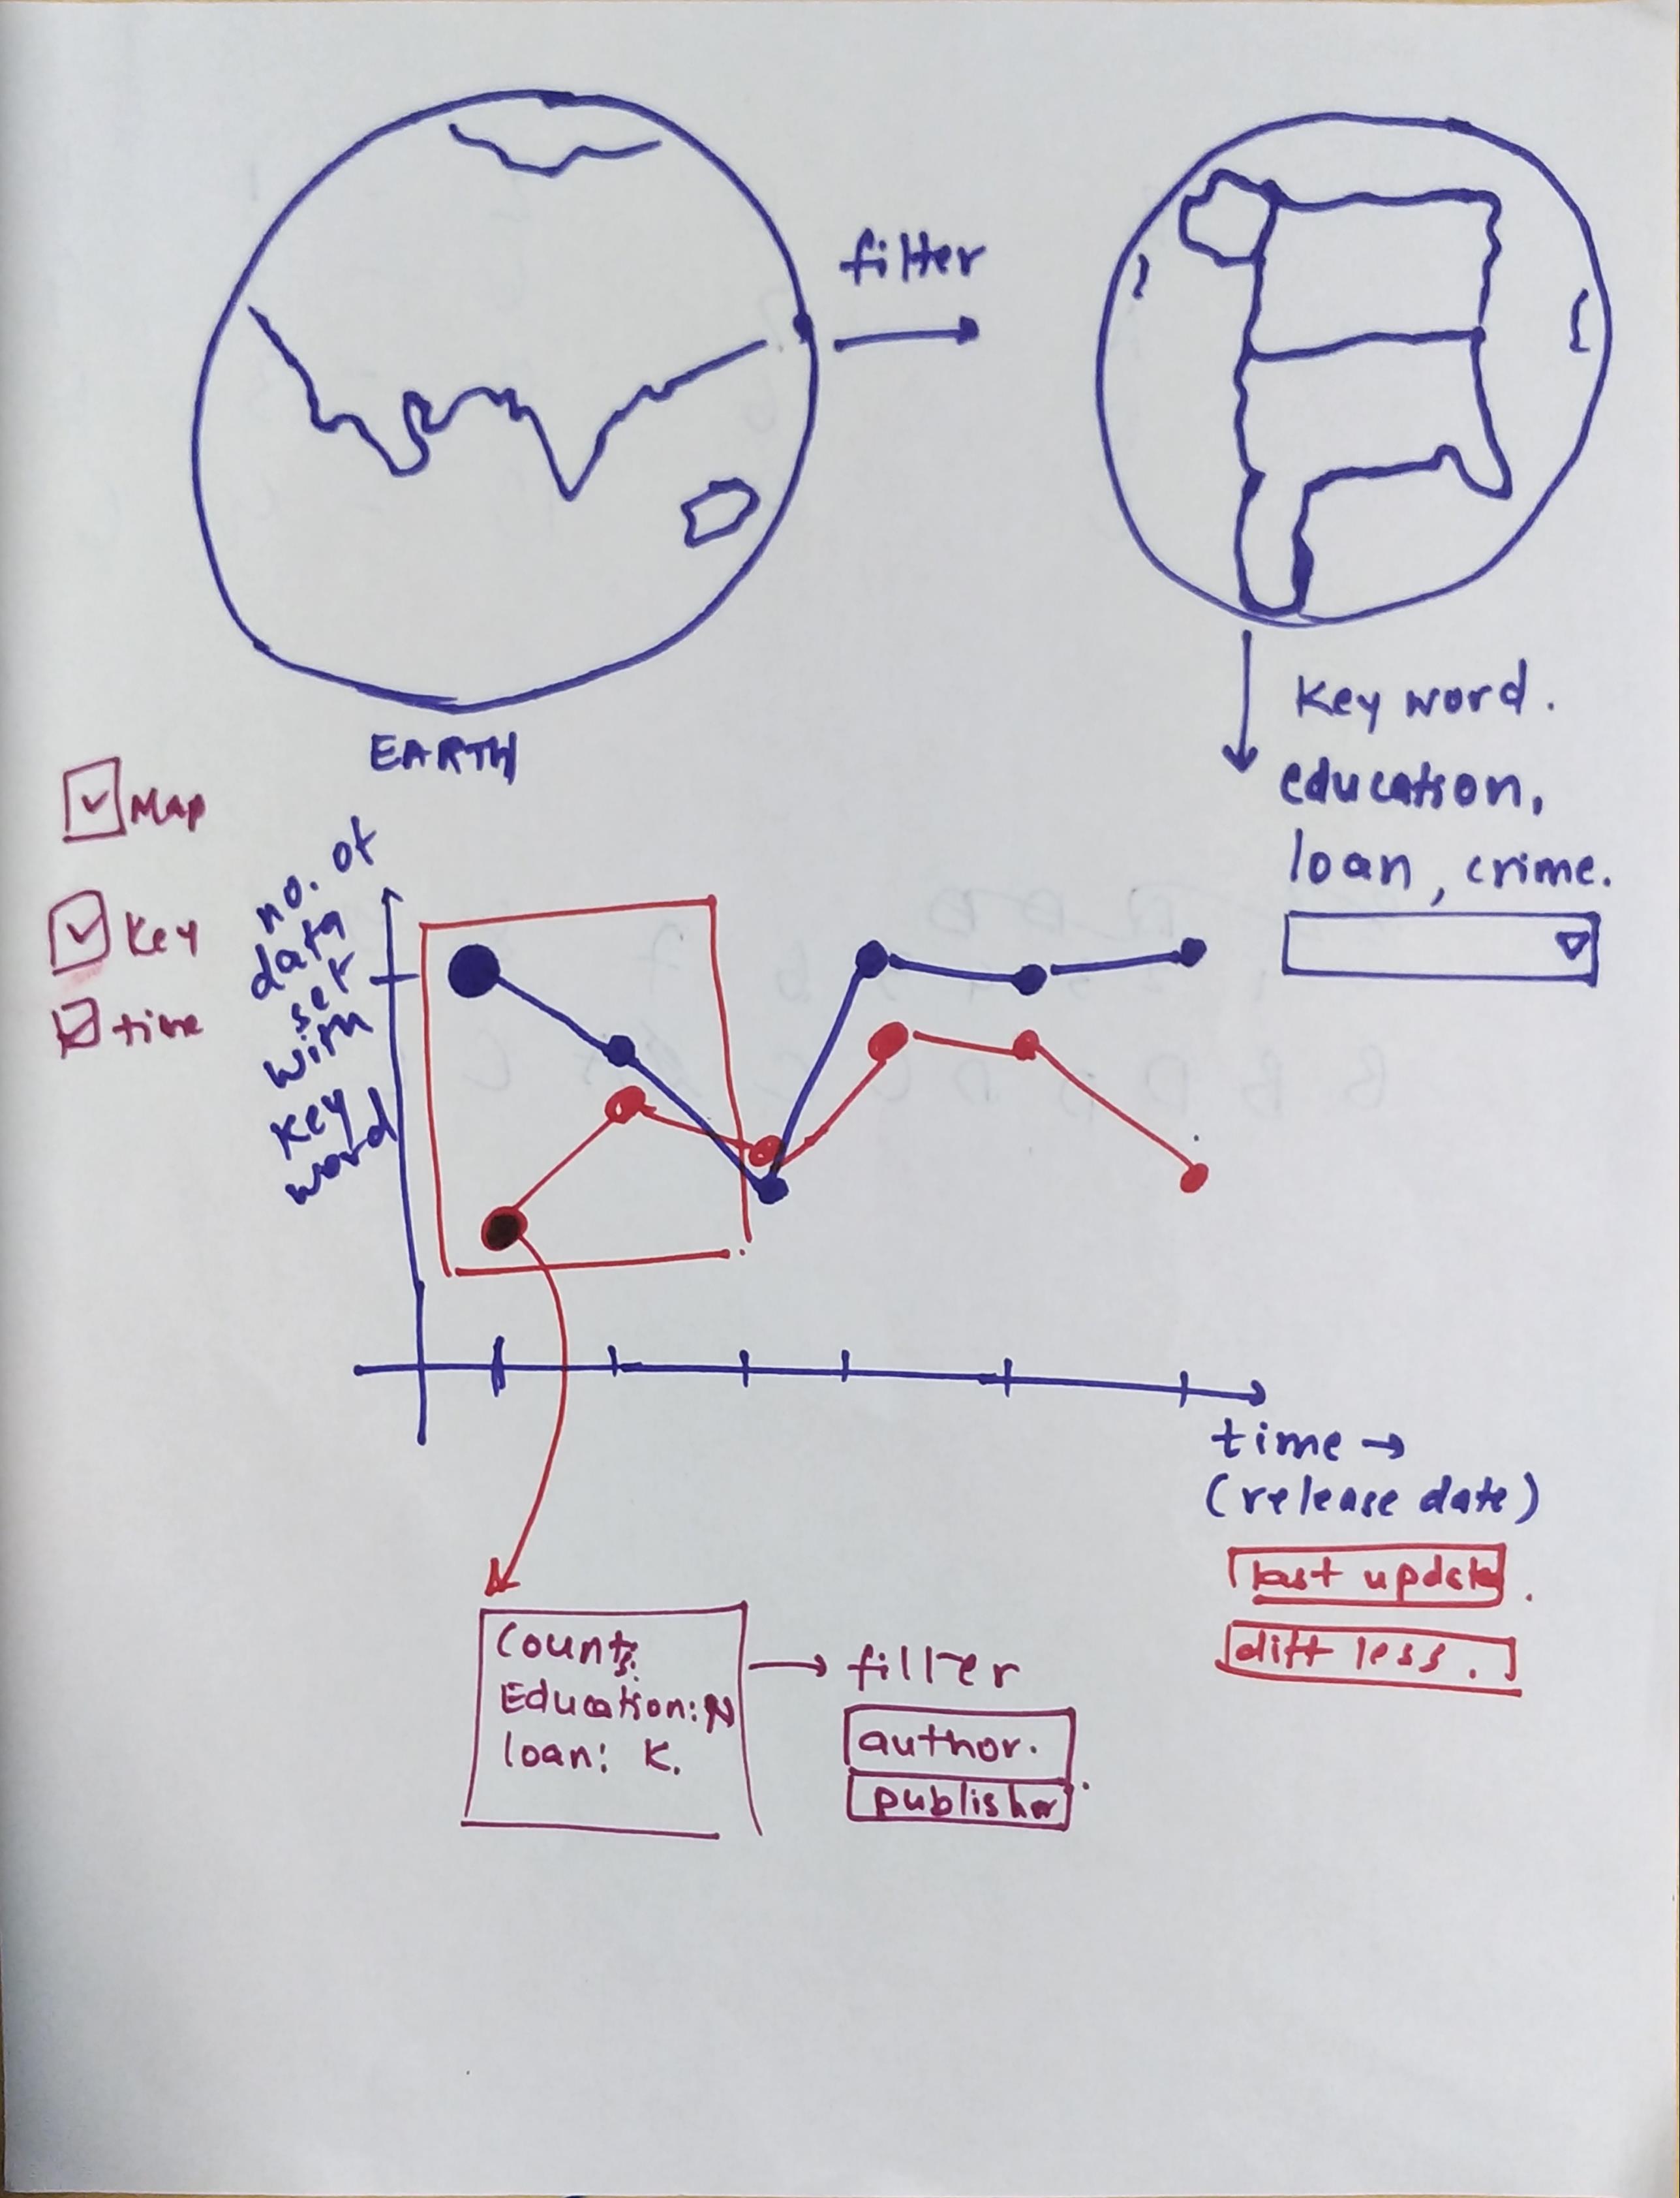 filter
EARTH
Key word.
education,
loan, crime.
Map
Key
time
no. of
data
set
with
key
word
time →
(release date)
last update
diff less.
Counts:
Education: N
loan: K.
filter
author.
publisher